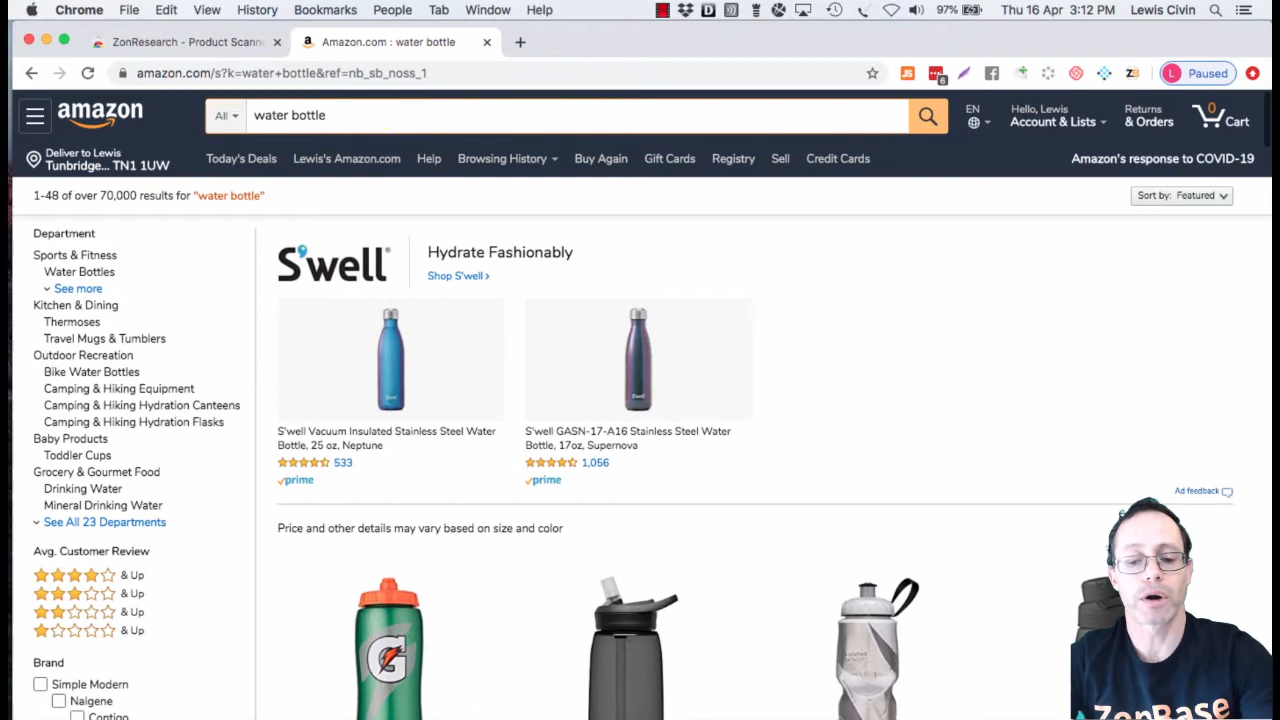 Chrome File Edit View History Bookmarks People Tab Window Help 97% Thu 16 Apr 3:12 PM Lewis Civin
ZonResearch - Product Scanne
Amazon.com : water bottle
amazon.com/s?k=water+bottle&ref=nb_sb_noss_1
JS 6 Z3 L Paused
amazon
All water bottle
EN
Hello, Lewis
Account & Lists
Returns
& Orders
0
Cart
Deliver to Lewis
Tunbridge... TN1 1UW
Today's Deals Lewis's Amazon.com Help Browsing History Buy Again Gift Cards Registry Sell Credit Cards
Amazon's response to COVID-19
1-48 of over 70,000 results for "water bottle"
Sort by: Featured
Department
Sports & Fitness
Water Bottles
See more
Kitchen & Dining
Thermoses
Travel Mugs & Tumblers
Outdoor Recreation
Bike Water Bottles
Camping & Hiking Equipment
Camping & Hiking Hydration Canteens
Camping & Hiking Hydration Flasks
Baby Products
Toddler Cups
Grocery & Gourmet Food
Drinking Water
Mineral Drinking Water
See All 23 Departments
Avg. Customer Review
& Up
& Up
& Up
& Up
Brand
Simple Modern
Nalgene
Contigo
S'well®
Hydrate Fashionably
Shop S'well ›
S'well Vacuum Insulated Stainless Steel Water
Bottle, 25 oz, Neptune
533
prime
S'well GASN-17-A16 Stainless Steel Water
Bottle, 17oz, Supernova
1,056
prime
Ad feedback
Price and other details may vary based on size and color
G
ZonBase